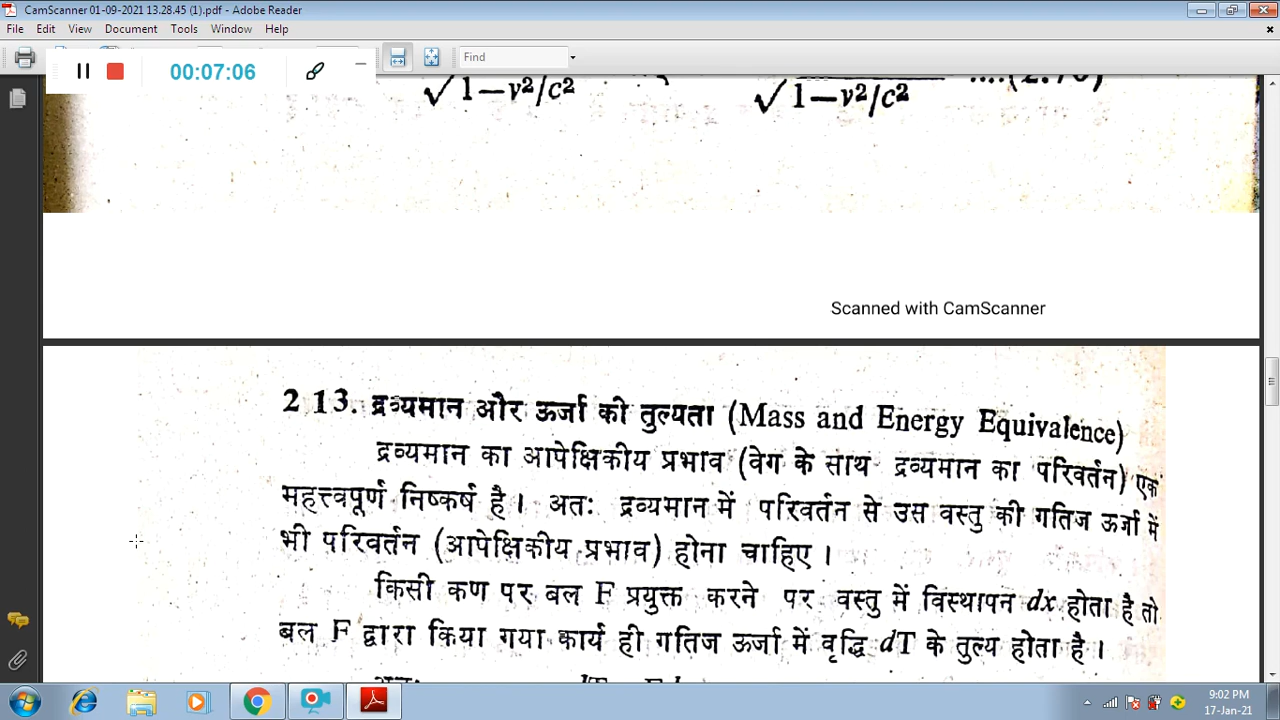 CamScanner 01-09-2021 13.28.45 (1).pdf - Adobe Reader
File Edit View Document Tools Window Help
00:07:06
Find
√1—v²/c² √1—v²/c² ....(2.
Scanned with CamScanner
2 13. द्रव्यमान और ऊर्जा की तुल्यता (Mass and Energy Equivalence)
द्रव्यमान का आपेक्षिकीय प्रभाव (वेग के साथ द्रव्यमान का परिवर्तन) एक
महत्त्वपूर्ण निष्कर्ष है। अतः द्रव्यमान में परिवर्तन से उस वस्तु की गतिज ऊर्जा में
भी परिवर्तन (आपेक्षिकीय प्रभाव) होना चाहिए।
किसी कण पर बल F प्रयुक्त करने पर वस्तु में विस्थापन dx होता है तो
बल F द्वारा किया गया कार्य ही गतिज ऊर्जा में वृद्धि dT के तुल्य होता है।
9:02 PM
17-Jan-21